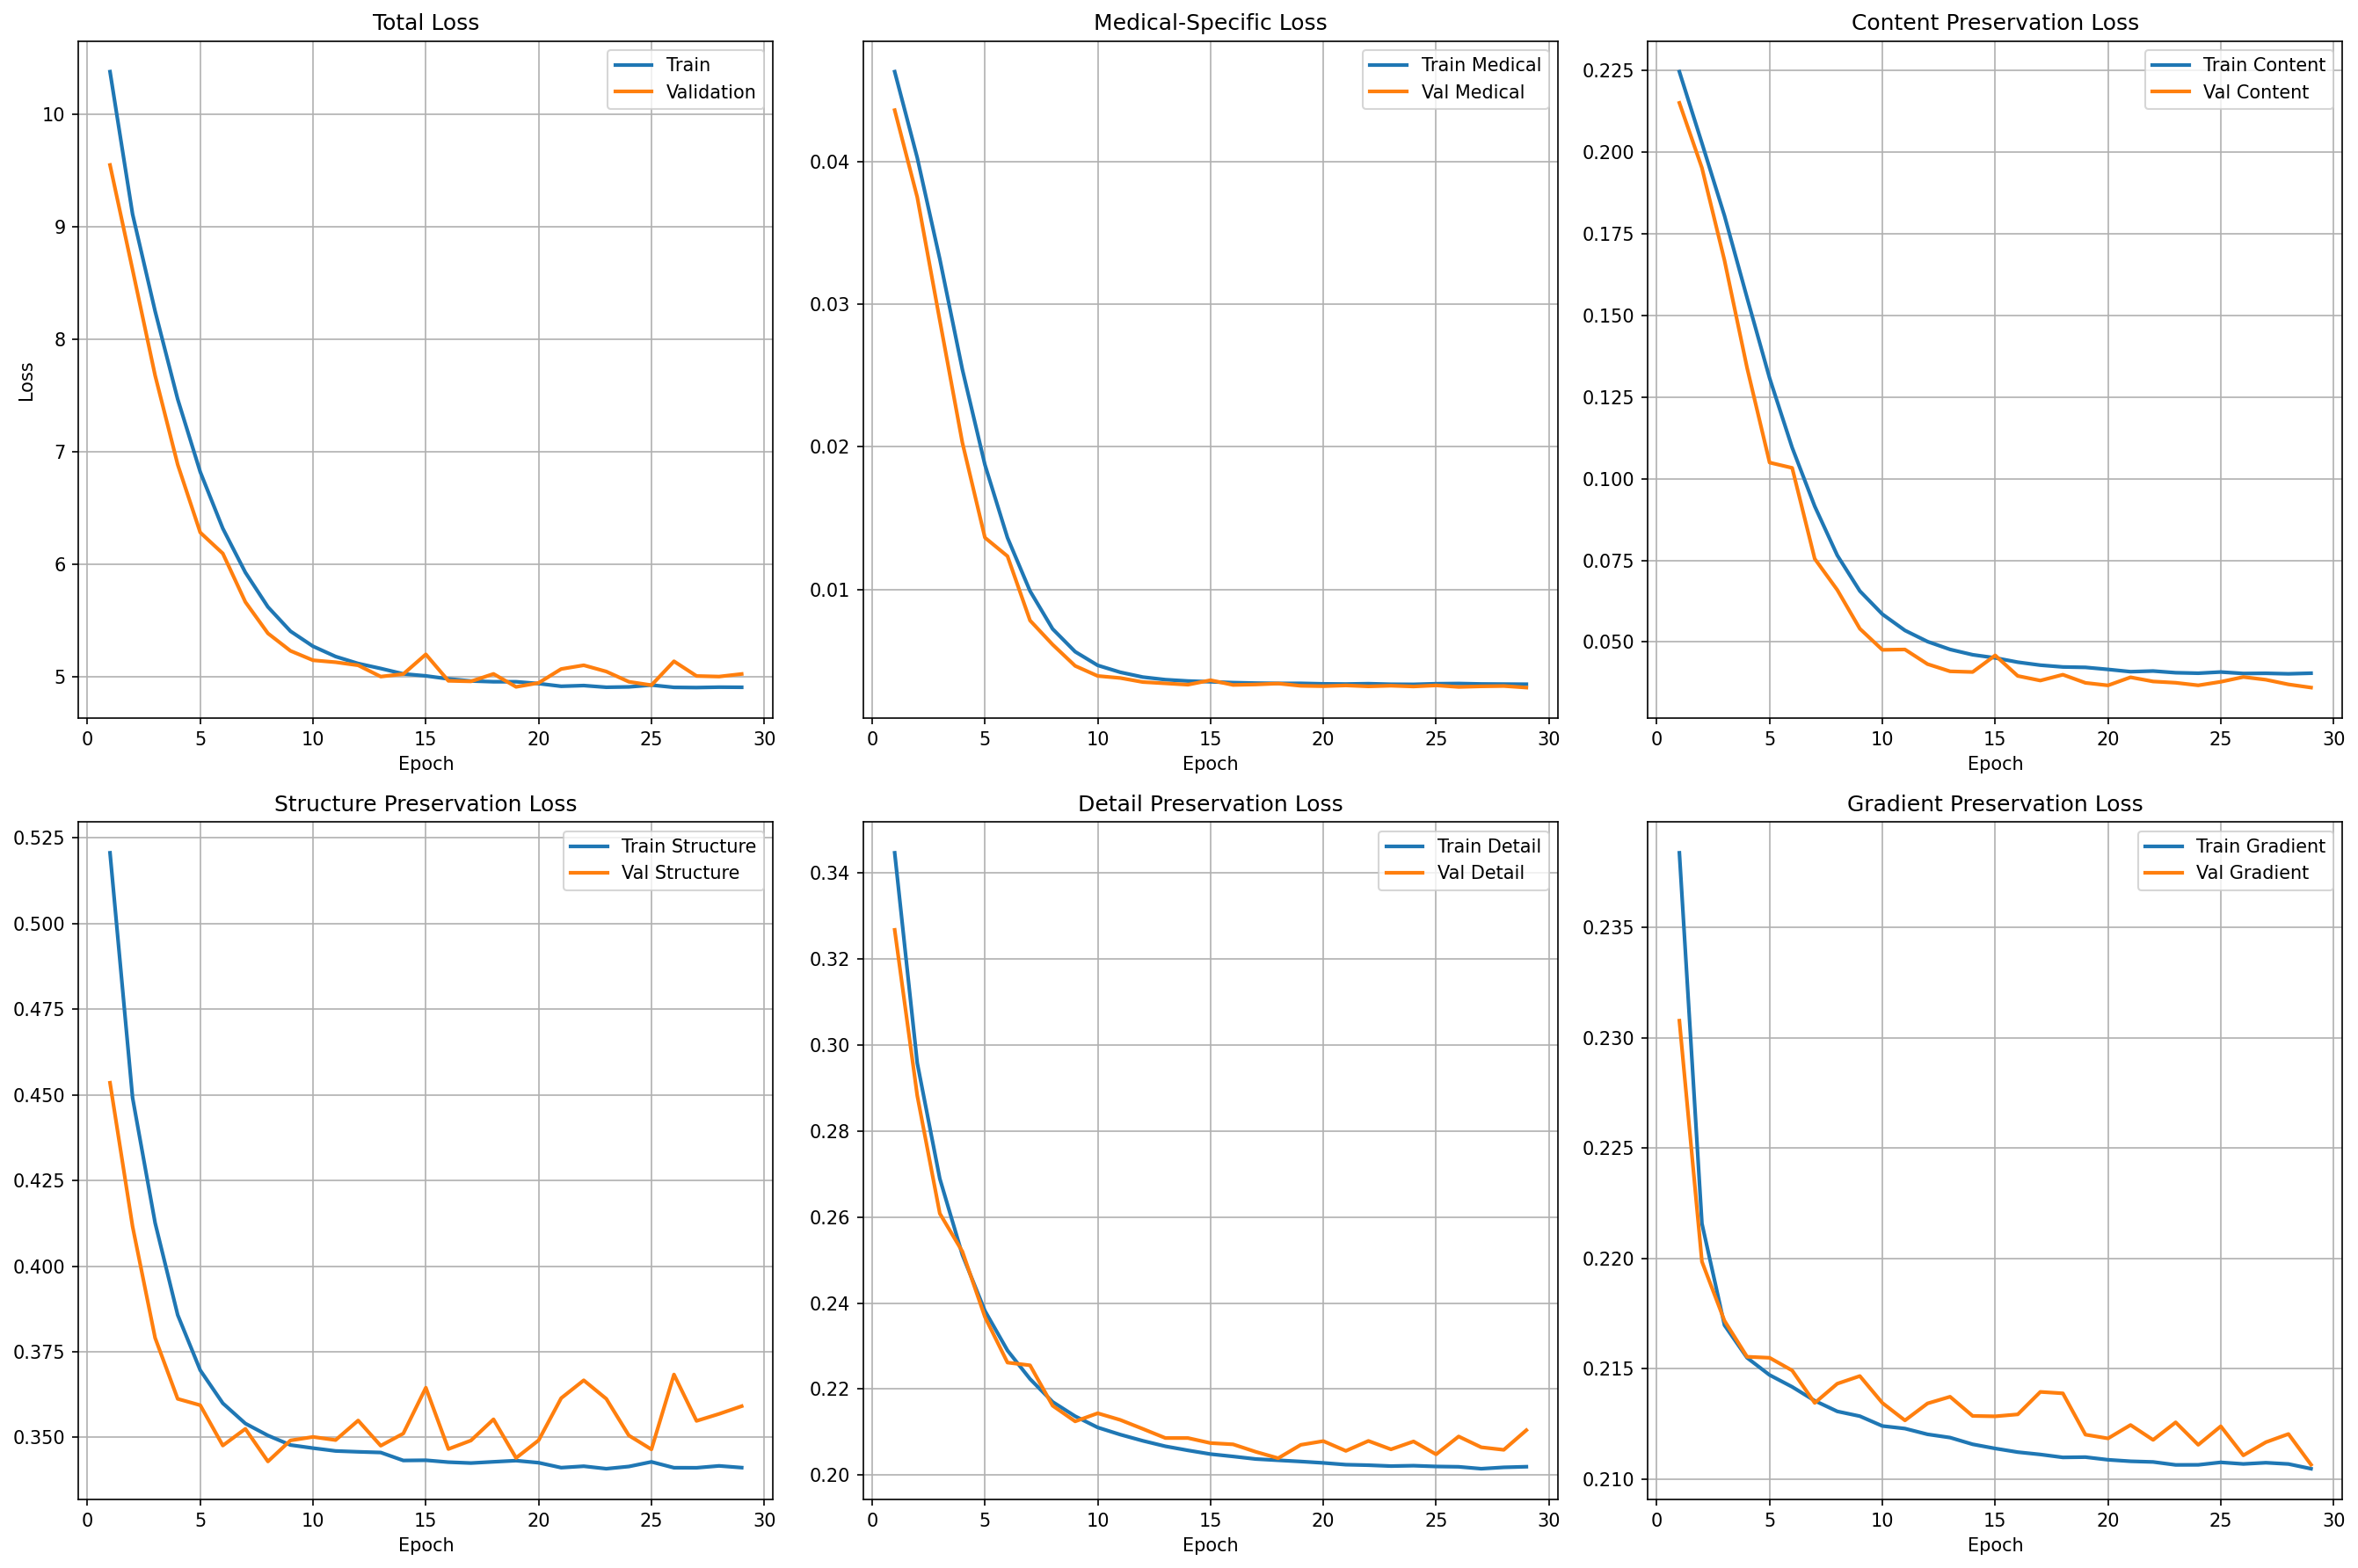 Total Loss
Train
Validation
10
9
8
7
6
5
Loss
0 5 10 15 20 25 30
Epoch
Medical-Specific Loss
Train Medical
Val Medical
0.04
0.03
0.02
0.01
0 5 10 15 20 25 30
Epoch
Content Preservation Loss
Train Content
Val Content
0.225
0.200
0.175
0.150
0.125
0.100
0.075
0.050
0 5 10 15 20 25 30
Epoch
Structure Preservation Loss
Train Structure
Val Structure
0.525
0.500
0.475
0.450
0.425
0.400
0.375
0.350
0 5 10 15 20 25 30
Epoch
Detail Preservation Loss
Train Detail
Val Detail
0.34
0.32
0.30
0.28
0.26
0.24
0.22
0.20
0 5 10 15 20 25 30
Epoch
Gradient Preservation Loss
Train Gradient
Val Gradient
0.235
0.230
0.225
0.220
0.215
0.210
0 5 10 15 20 25 30
Epoch